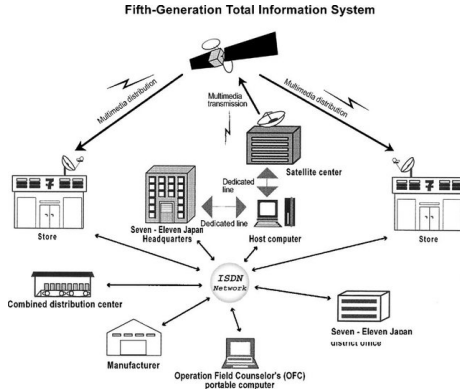 Fifth-Generation Total Information System
Multimedia distribution
Multimedia
transmission
Multimedia distribution
Satellite center
Dedicated
line
Dedicated line
Seven - Eleven Japan
Headquarters
Host computer
Store
Store
ISDN
Network
Combined distribution center
Seven - Eleven Japan
district office
Manufacturer
Operation Field Counselor's (OFC)
portable computer